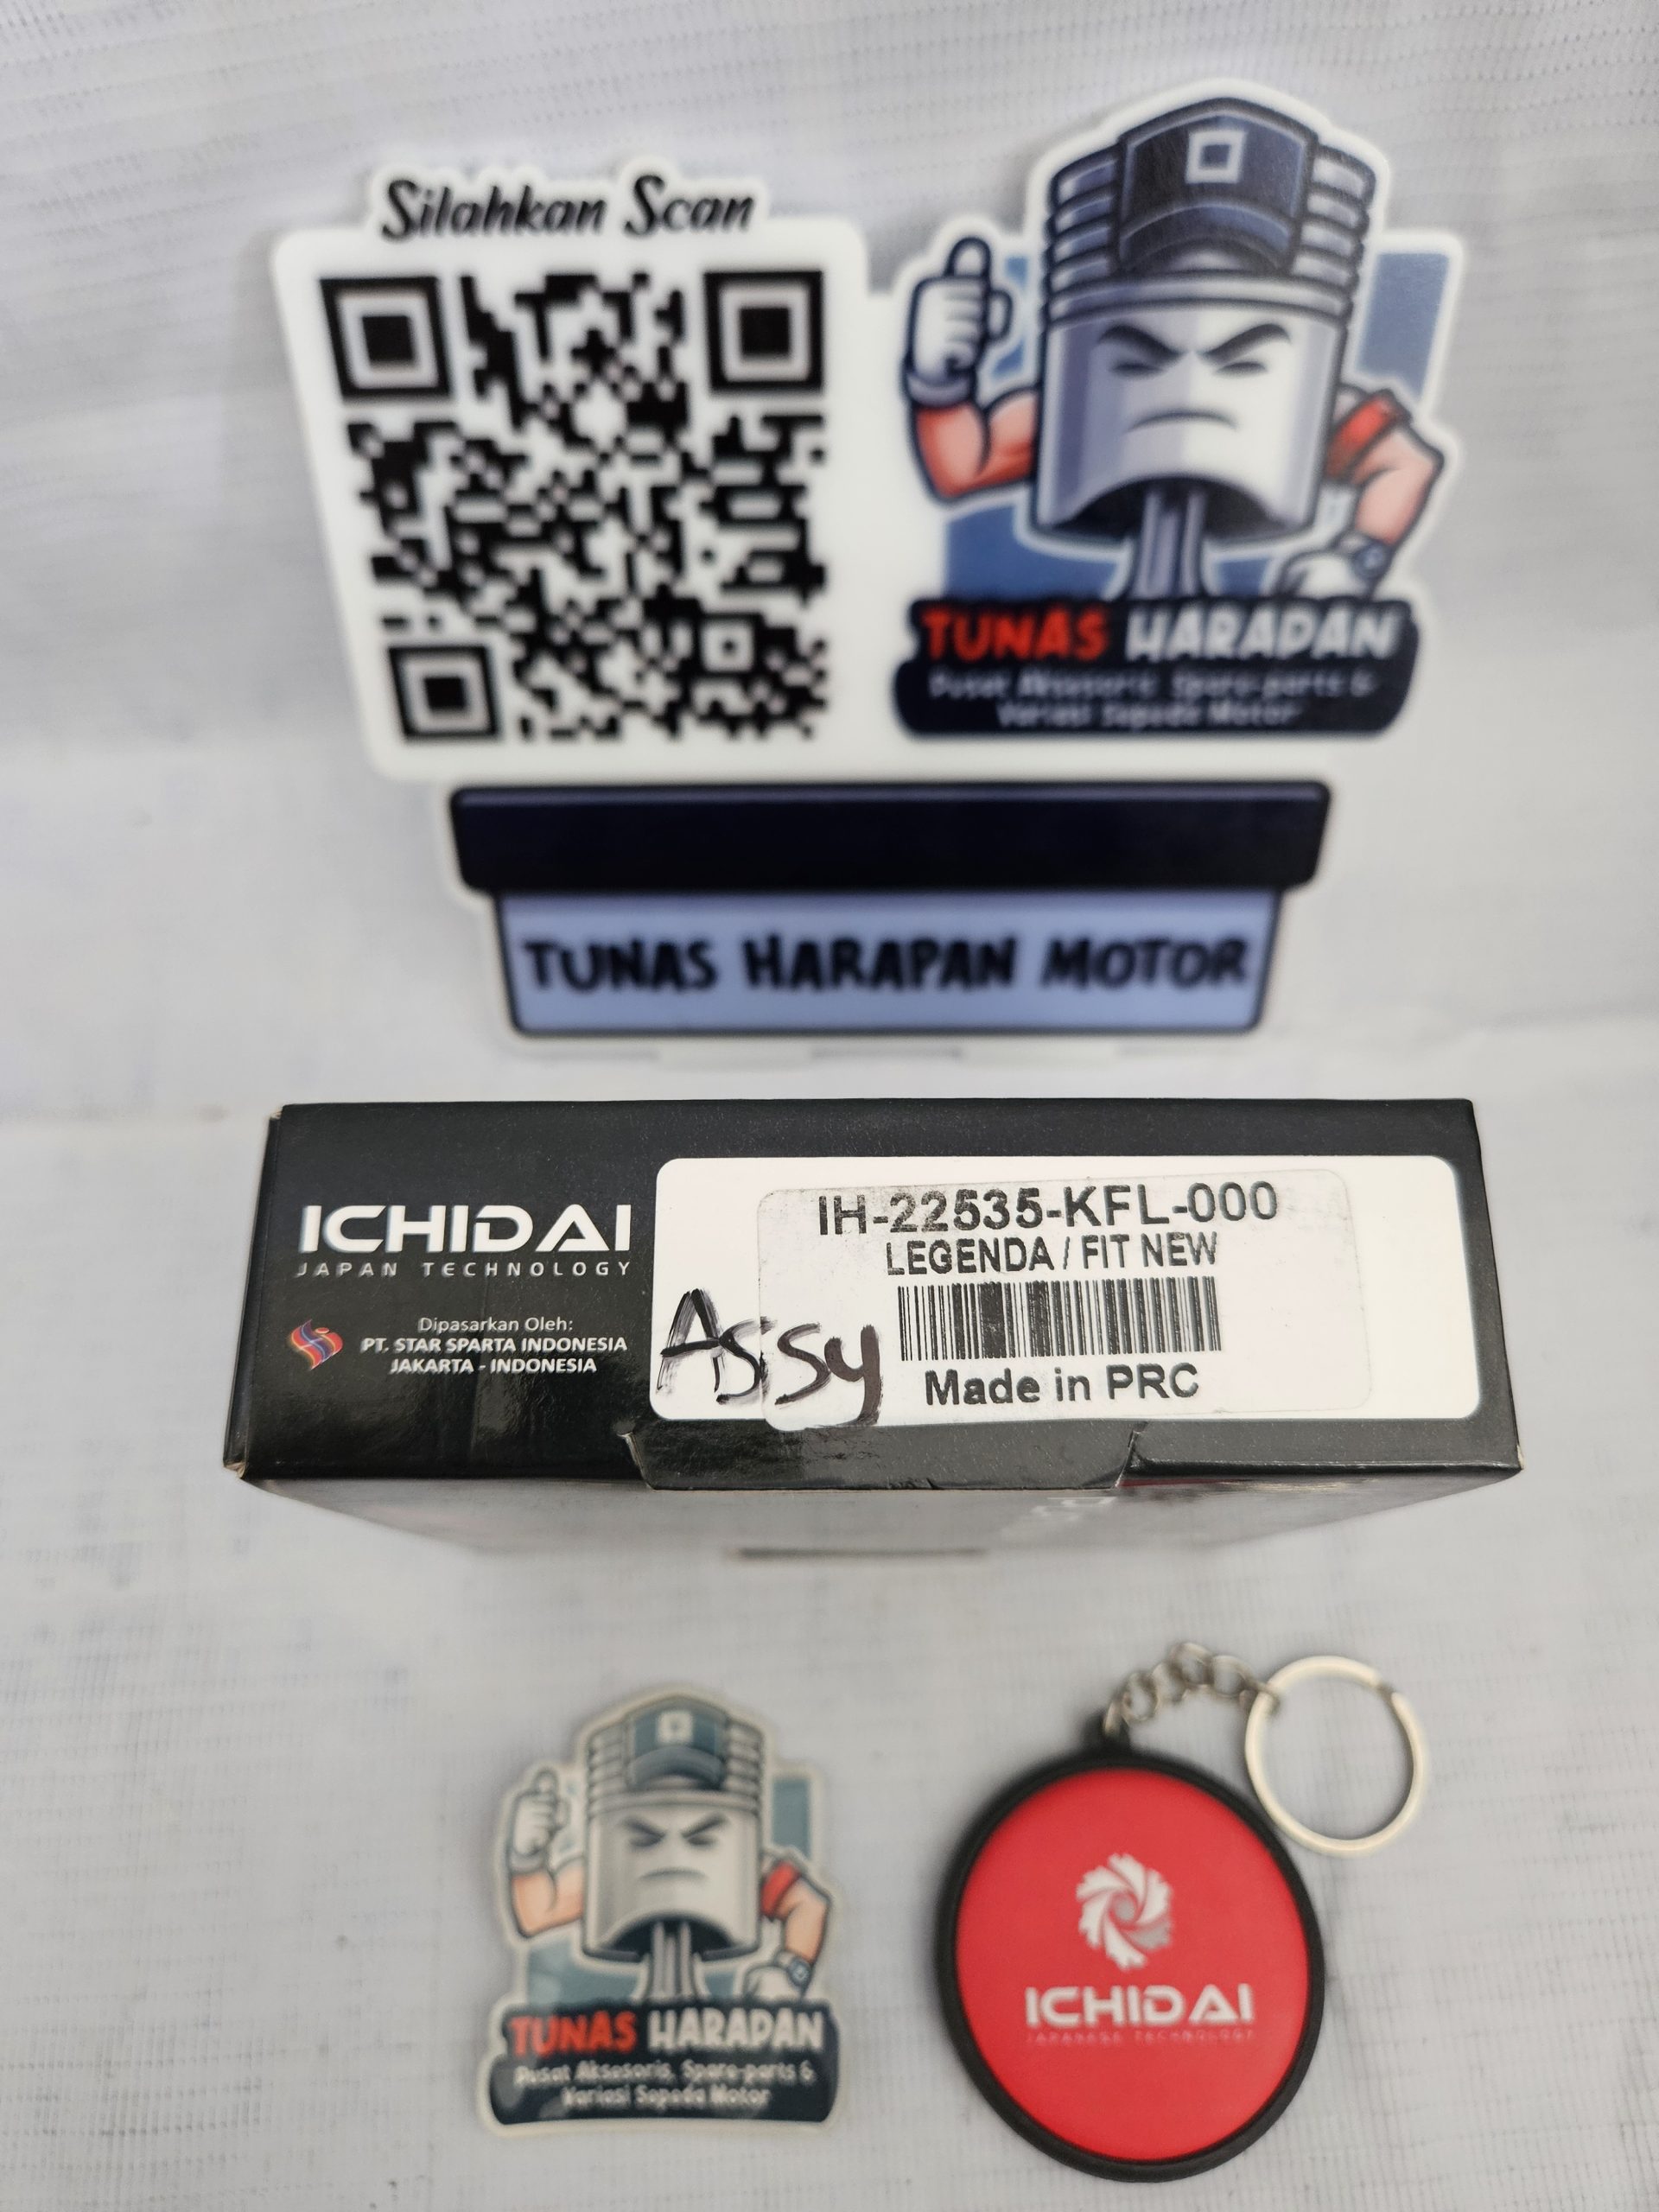 Silahkan Scan
TUNAS HARAPAN
Pusat Aksesoris, Spare-parts &
Variasi Sepeda Motor
TUNAS HARAPAN MOTOR
ICHIDAI
JAPAN TECHNOLOGY
Dipasarkan Oleh:
PT. STAR SPARTA INDONESIA
JAKARTA - INDONESIA
IH-22535-KFL-000
LEGENDA / FIT NEW
Assy
Made in PRC
TUNAS HARAPAN
Pusat Aksesoris, Spare-parts &
Variasi Sepeda Motor
ICHIDAI
JAPANESE TECHNOLOGY